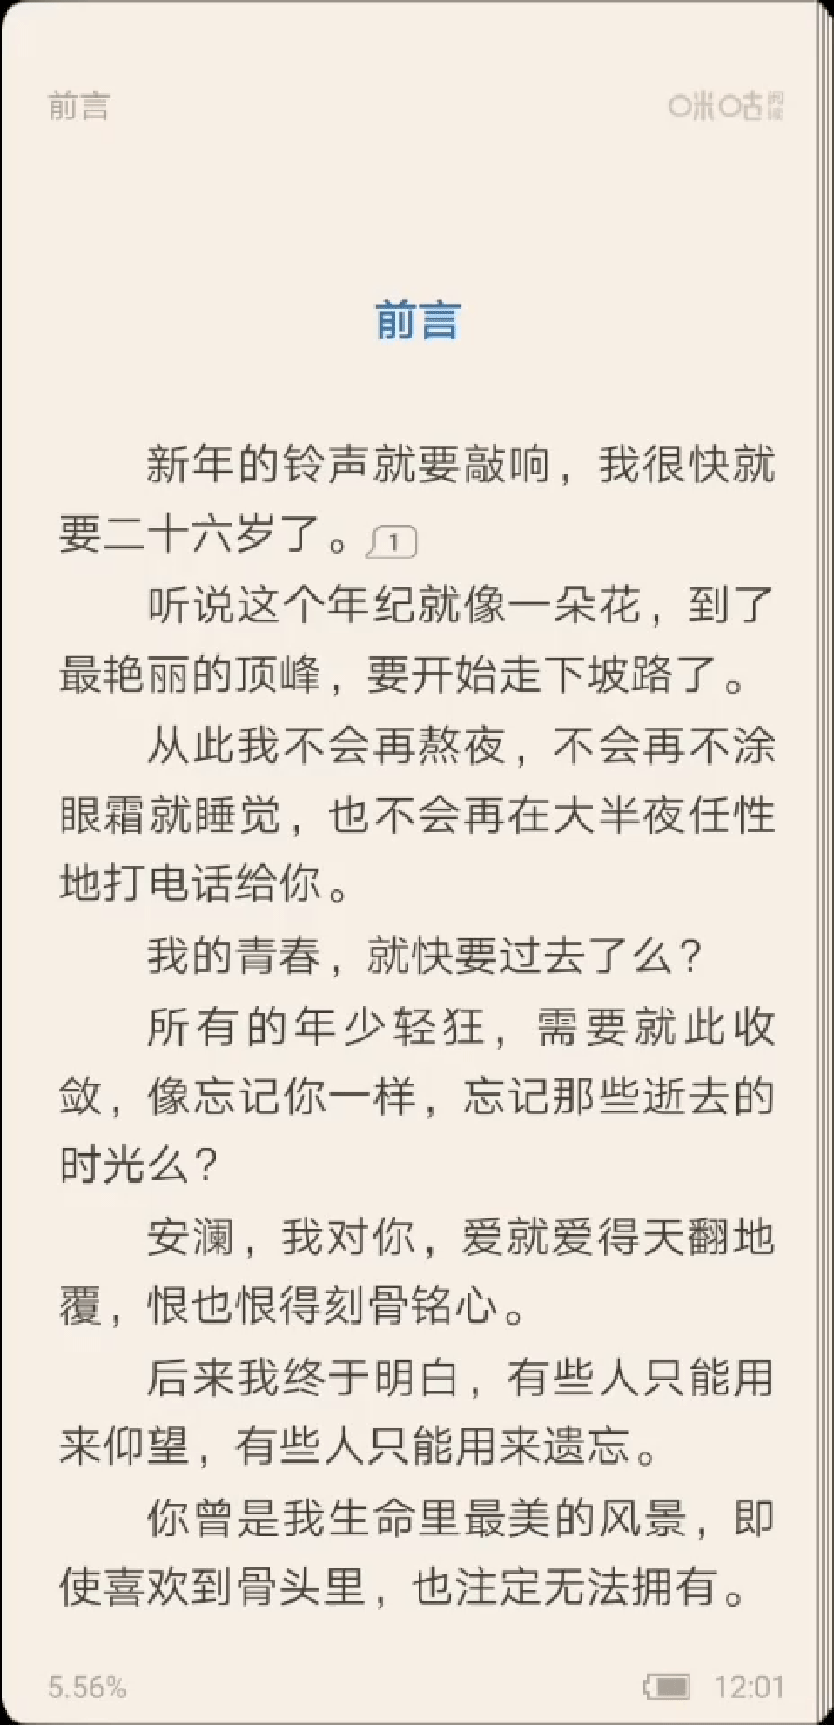 前言
咪咕阅读
前言
新年的铃声就要敲响，我很快就
要二十六岁了。1
听说这个年纪就像一朵花，到了
最艳丽的顶峰，要开始走下坡路了。
从此我不会再熬夜，不会再不涂
眼霜就睡觉，也不会再在大半夜任性
地打电话给你。
我的青春，就快要过去了么？
所有的年少轻狂，需要就此收
敛，像忘记你一样，忘记那些逝去的
时光么？
安澜，我对你，爱就爱得天翻地
覆，恨也恨得刻骨铭心。
后来我终于明白，有些人只能用
来仰望，有些人只能用来遗忘。
你曾是我生命里最美的风景，即
使喜欢到骨头里，也注定无法拥有。
5.56%
12:01